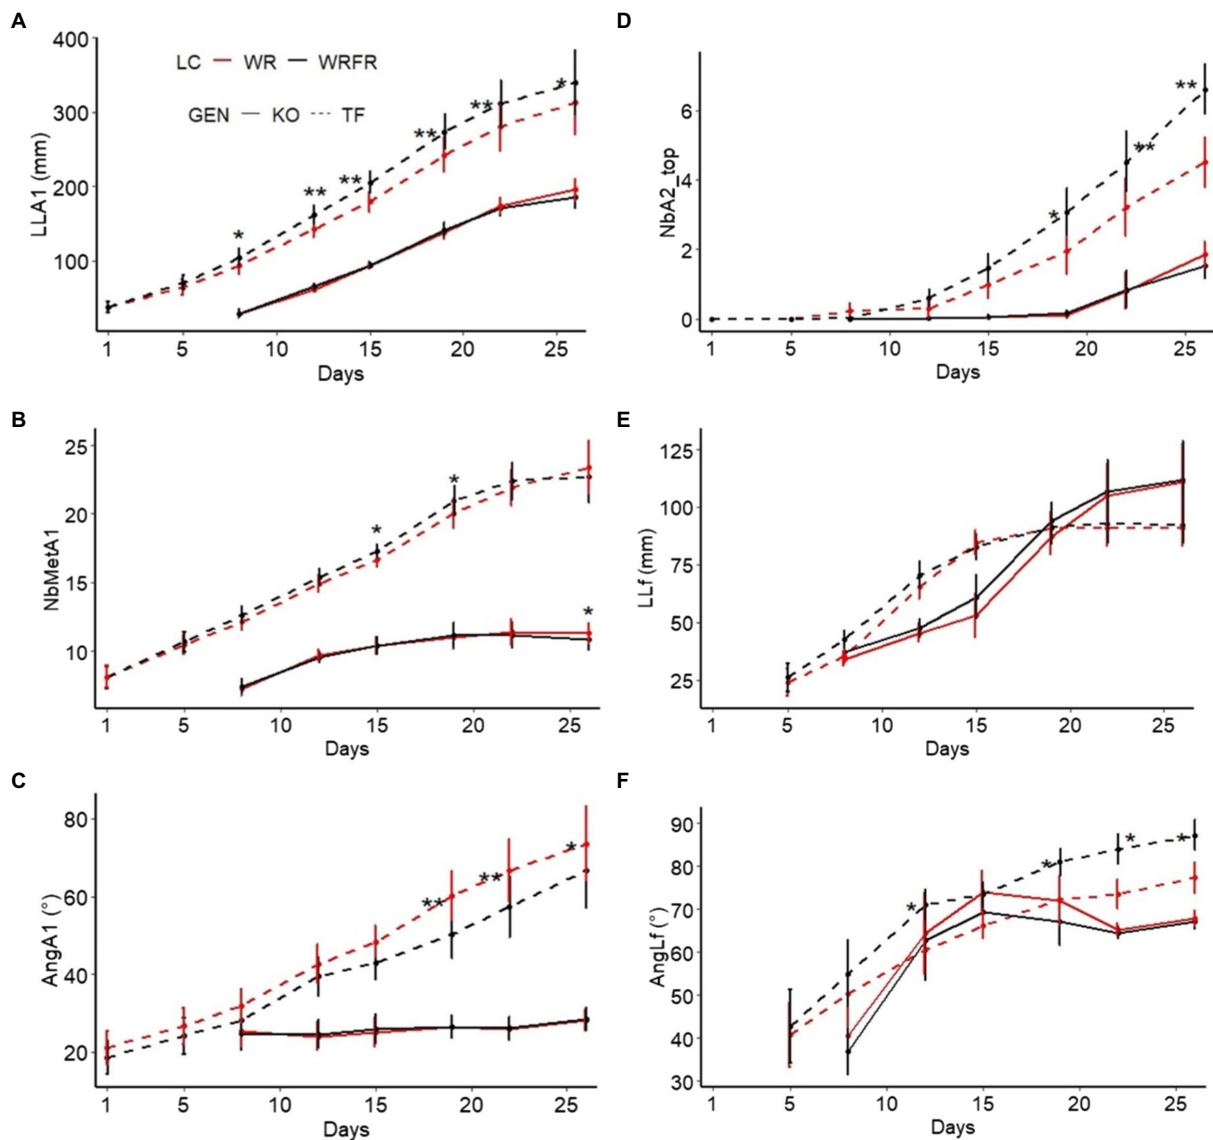 A
LC WR WRFR
GEN KO TF
LLA1 (mm)
400
300
200
100
* ** ** ** ** *
1 5 10 15 20 25
Days
D
NbA2_top
6
4
2
0
* ** **
1 5 10 15 20 25
Days
B
NbMetA1
25
20
15
10
* * *
1 5 10 15 20 25
Days
E
LLf (mm)
125
100
75
50
25
1 5 10 15 20 25
Days
C
AngA1 (°)
80
60
40
20
** ** *
1 5 10 15 20 25
Days
F
AngLf (°)
90
80
70
60
50
40
30
* * * *
1 5 10 15 20 25
Days